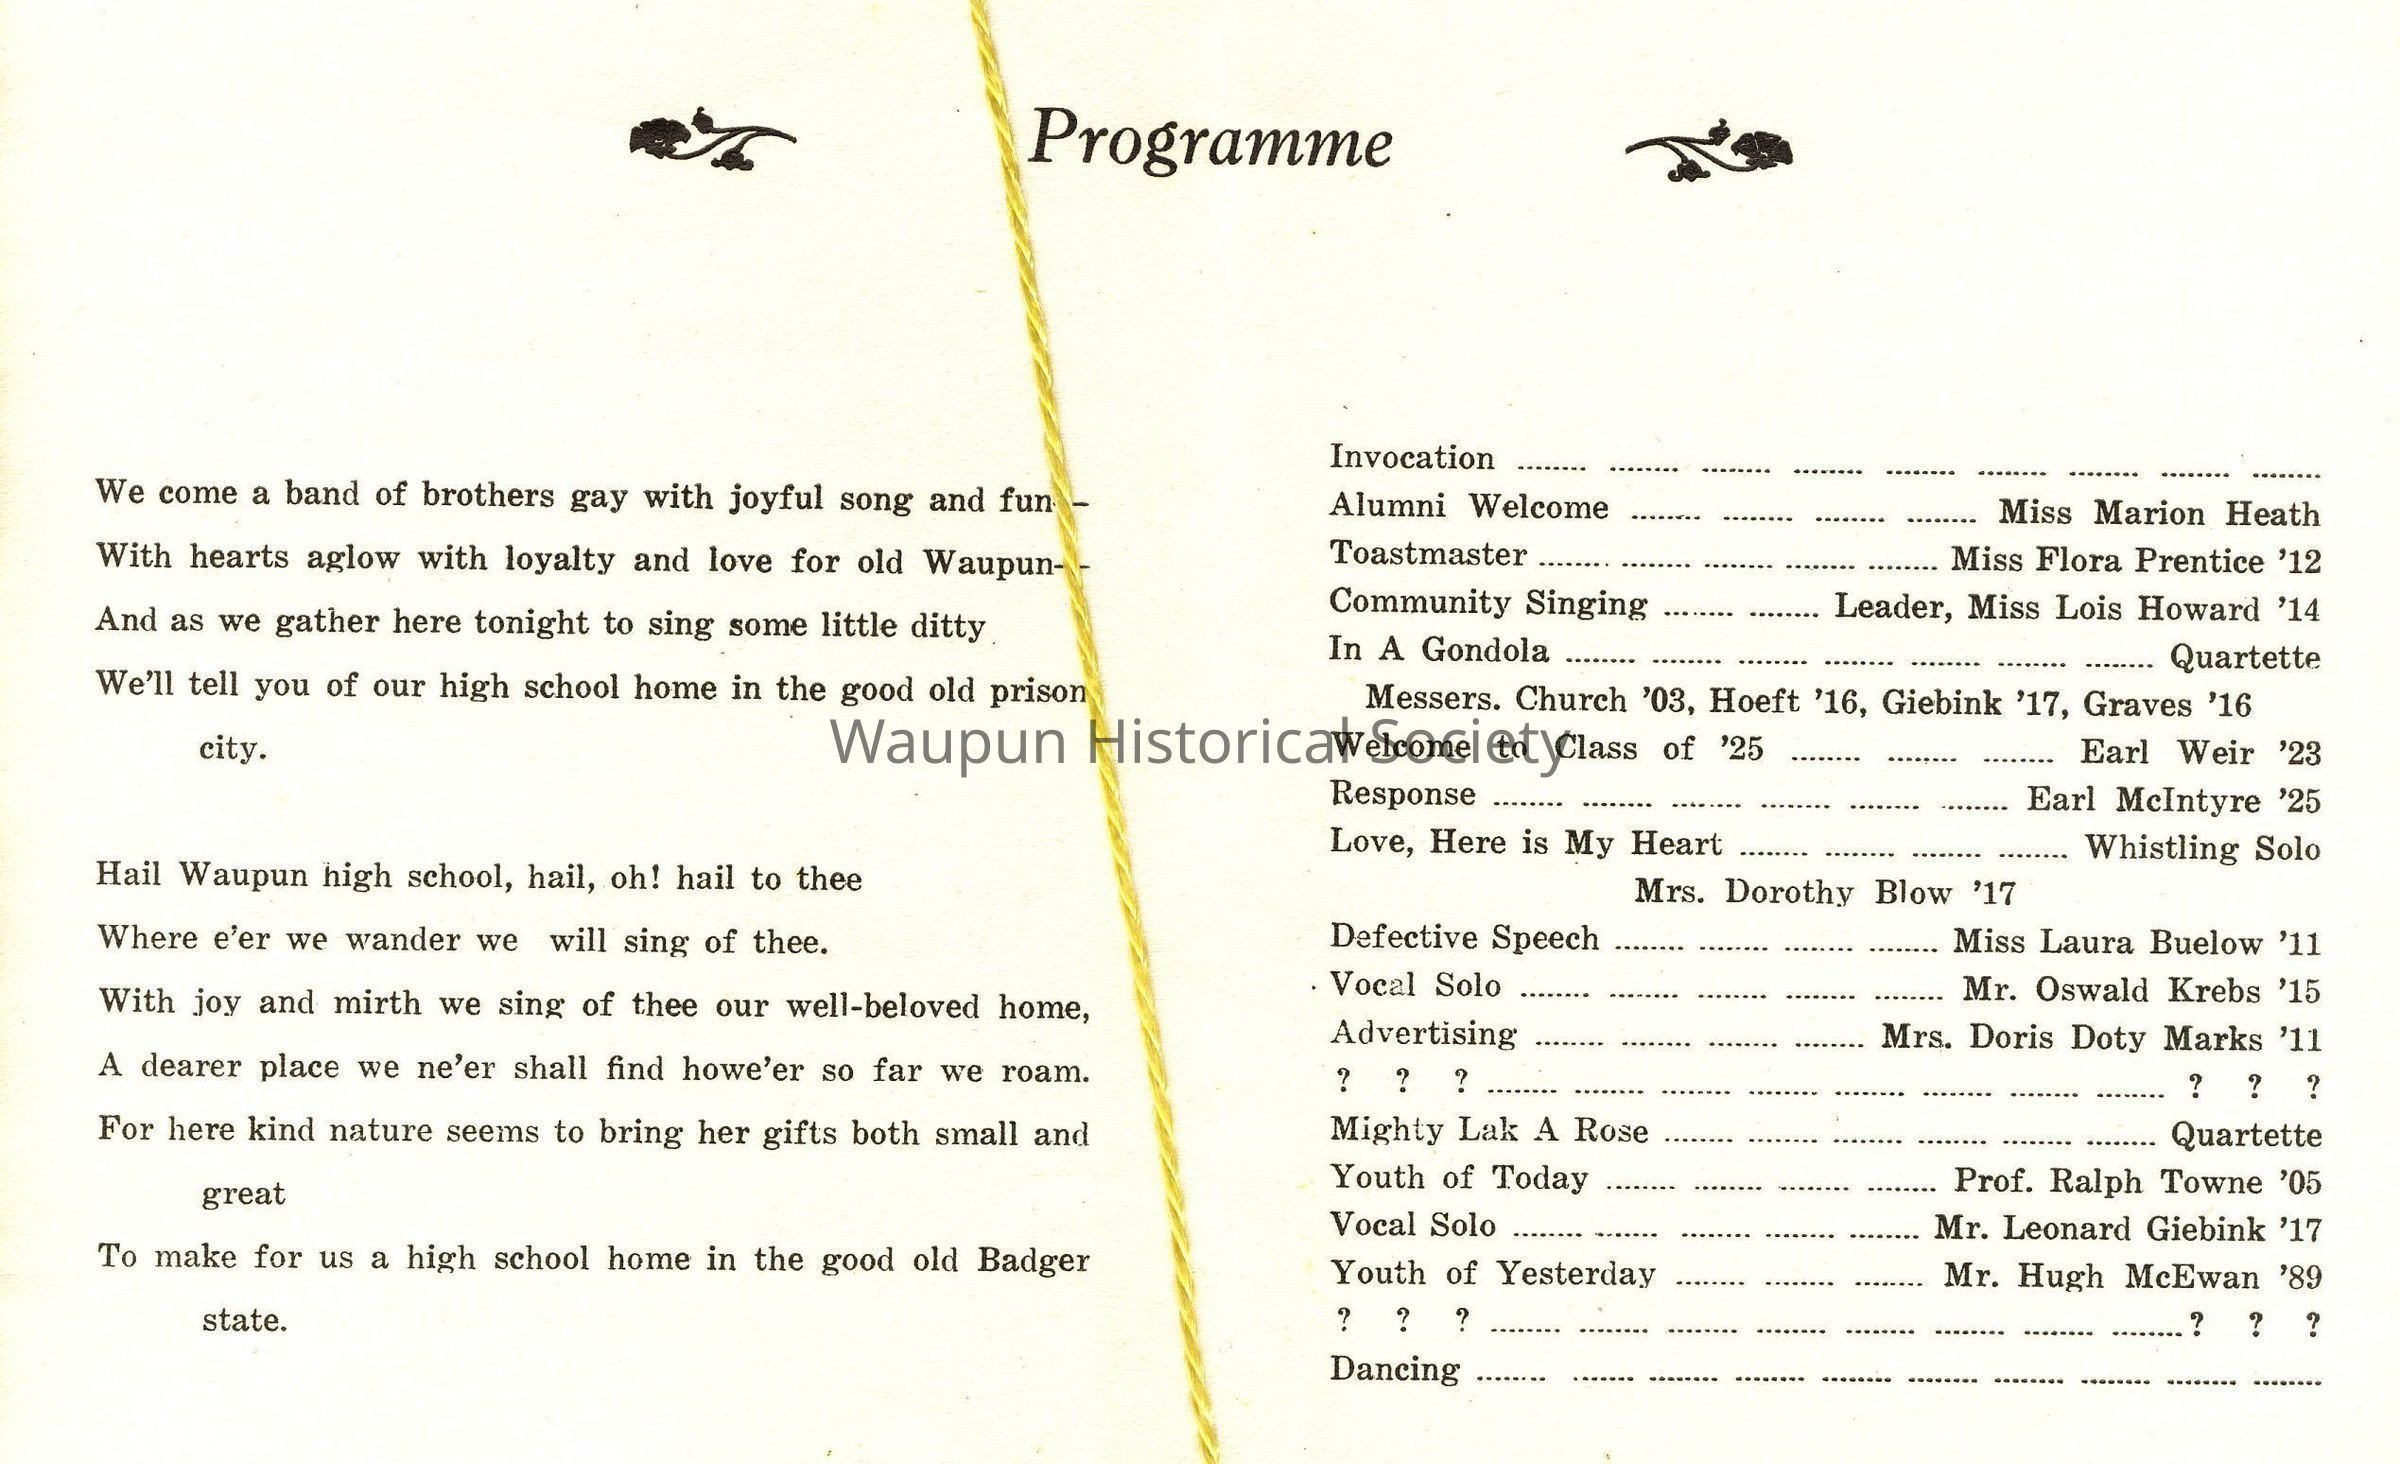 Programme
We come a band of brothers gay with joyful song and fun--
With hearts aglow with loyalty and love for old Waupun--
And as we gather here tonight to sing some little ditty
We'll tell you of our high school home in the good old prison
city.
Hail Waupun high school, hail, oh! hail to thee
Where e'er we wander we will sing of thee.
With joy and mirth we sing of thee our well-beloved home,
A dearer place we ne'er shall find howe'er so far we roam.
For here kind nature seems to bring her gifts both small and
great
To make for us a high school home in the good old Badger
state.
Invocation ........ ........ ........ ........ ........ ........ ........ ........ ........
Alumni Welcome ........ ........ ........ ........ Miss Marion Heath
Toastmaster ........ ........ ........ ........ ........ Miss Flora Prentice '12
Community Singing ........ ........ Leader, Miss Lois Howard '14
In A Gondola ........ ........ ........ ........ ........ ........ ........ Quartette
Messers. Church '03, Hoeft '16, Giebink '17, Graves '16
Welcome to Class of '25 ........ ........ ........ Earl Weir '23
Response ........ ........ ........ ........ ........ ........ Earl McIntyre '25
Love, Here is My Heart ........ ........ ........ ........ Whistling Solo
Mrs. Dorothy Blow '17
Defective Speech ........ ........ ........ ........ Miss Laura Buelow '11
Vocal Solo ........ ........ ........ ........ ........ Mr. Oswald Krebs '15
Advertising ........ ........ ........ ........ Mrs. Doris Doty Marks '11
? ? ? ........ ........ ........ ........ ........ ........ ........ ........ ? ? ?
Mighty Lak A Rose ........ ........ ........ ........ ........ ........ Quartette
Youth of Today ........ ........ ........ ........ Prof. Ralph Towne '05
Vocal Solo ........ ........ ........ ........ ........ Mr. Leonard Giebink '17
Youth of Yesterday ........ ........ ........ Mr. Hugh McEwan '89
? ? ? ........ ........ ........ ........ ........ ........ ........ ........ ? ? ?
Dancing ........ ........ ........ ........ ........ ........ ........ ........ ........ ........
Waupun Historical Society